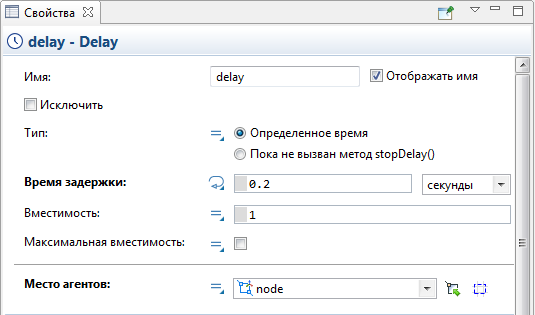 Свойства
delay - Delay
Имя: delay Отображать имя
Исключить
Тип: Определенное время
Пока не вызван метод stopDelay()
Время задержки: 0.2 секунды
Вместимость: 1
Максимальная вместимость:
Место агентов: node